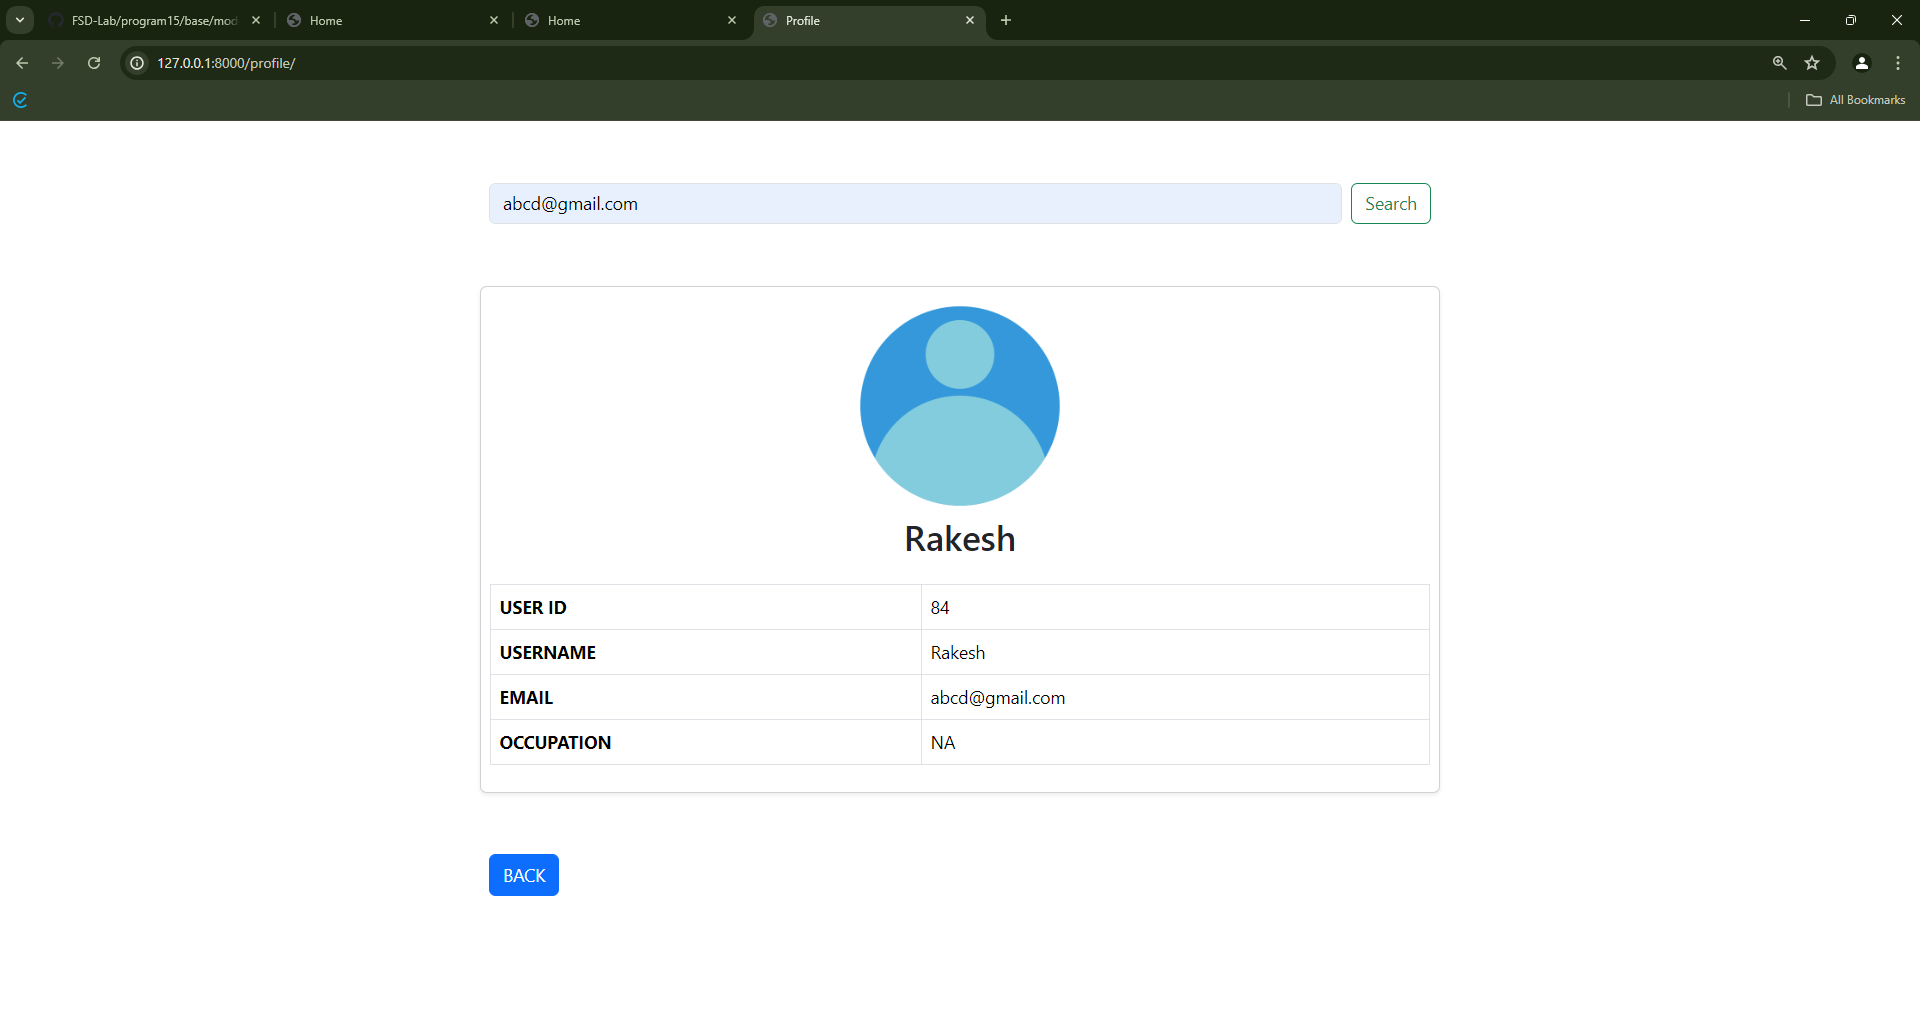 FSD-Lab/program15/base/mod
Home
Home
Profile
127.0.0.1:8000/profile/
All Bookmarks
abcd@gmail.com
Search
Rakesh
USER ID 84
USERNAME Rakesh
EMAIL abcd@gmail.com
OCCUPATION NA
BACK